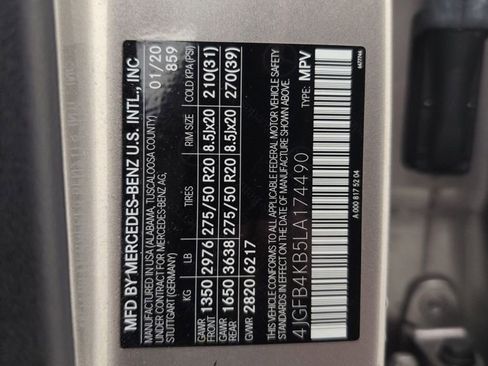 MFD BY MERCEDES-BENZ U.S. INTL., INC
MANUFACTURED IN USA (ALABAMA, TUSCALOOSA COUNTY) 01/20
UNDER CONTRACT FOR MERCEDES-BENZ AG, 859
STUTTGART (GERMANY)
KG LB TIRES RIM SIZE COLD KPA (PSI)
GAWR FRONT 1350 2976 275/50 R20 8.5Jx20 210(31)
GAWR REAR 1650 3638 275/50 R20 8.5Jx20 270(39)
GVWR 2820 6217
THIS VEHICLE CONFORMS TO ALL APPLICABLE FEDERAL MOTOR VEHICLE SAFETY
STANDARDS IN EFFECT ON THE DATE OF MANUFACTURE SHOWN ABOVE.
4JGFB4KB5LA174490 TYPE: MPV
A 000 817 52 04